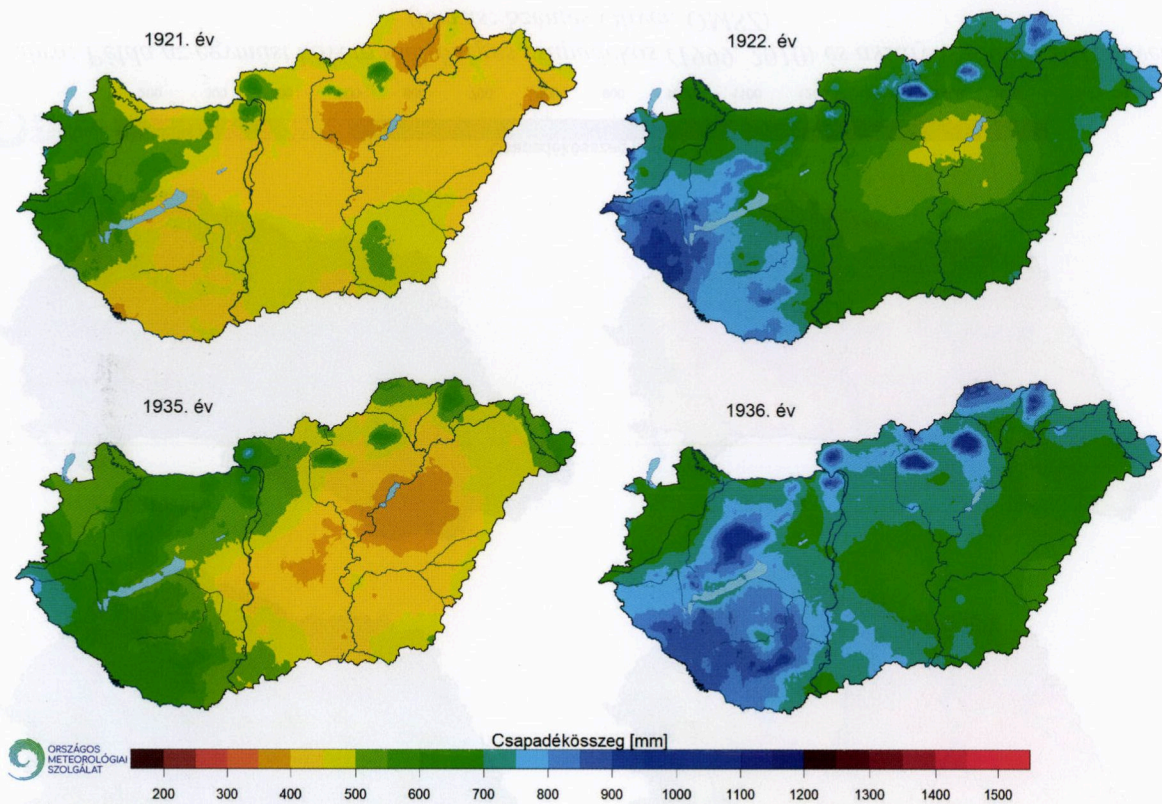 1921. év
1922. év
1935. év
1936. év
ORSZÁGOS
METEOROLÓGIAI
SZOLGÁLAT
Csapadékösszeg [mm]
200 300 400 500 600 700 800 900 1000 1100 1200 1300 1400 1500